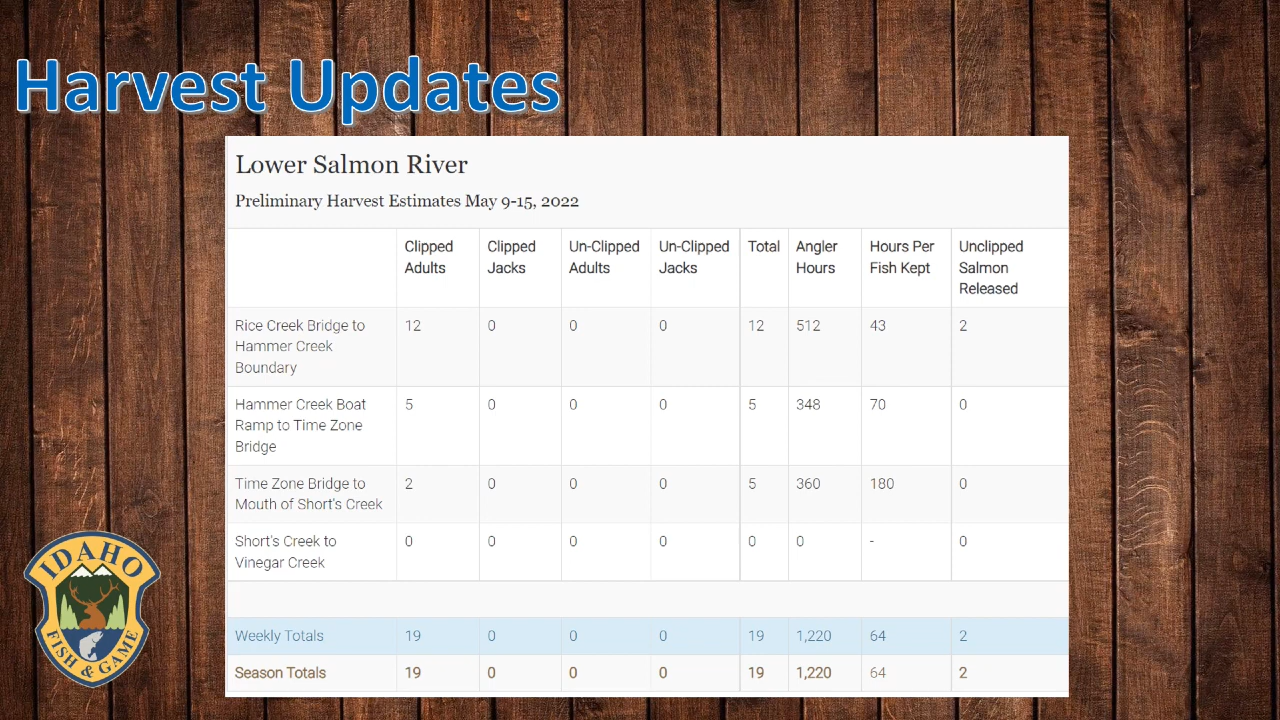 Harvest Updates
Lower Salmon River
Preliminary Harvest Estimates May 9-15, 2022
Clipped Adults Clipped Jacks Un-Clipped Adults Un-Clipped Jacks Total Angler Hours Hours Per Fish Kept Unclipped Salmon Released
Rice Creek Bridge to Hammer Creek Boundary 12 0 0 0 12 512 43 2
Hammer Creek Boat Ramp to Time Zone Bridge 5 0 0 0 5 348 70 0
Time Zone Bridge to Mouth of Short's Creek 2 0 0 0 5 360 180 0
Short's Creek to Vinegar Creek 0 0 0 0 0 0 - 0
Weekly Totals 19 0 0 0 19 1,220 64 2
Season Totals 19 0 0 0 19 1,220 64 2
IDAHO
FISH & GAME